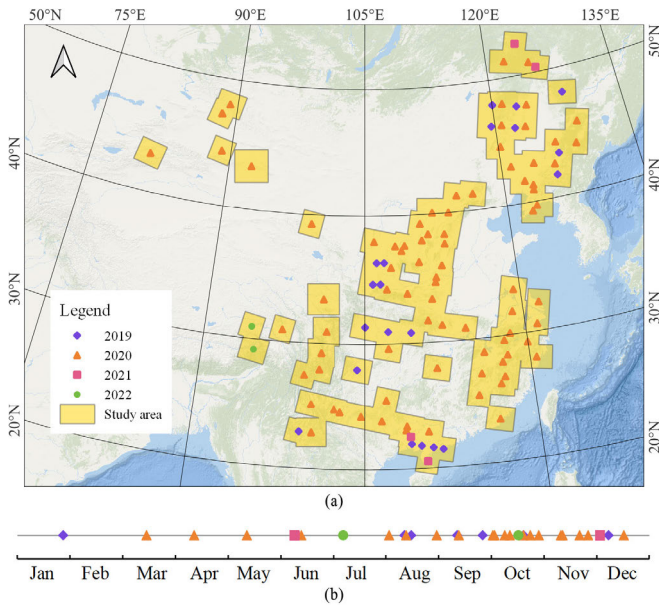 50°N 75°E 90°E 105°E 120°E 135°E
50°N
40°N
40°N
30°N
30°N
20°N
20°N
Legend
2019
2020
2021
2022
Study area
(a)
Jan Feb Mar Apr May Jun Jul Aug Sep Oct Nov Dec
(b)